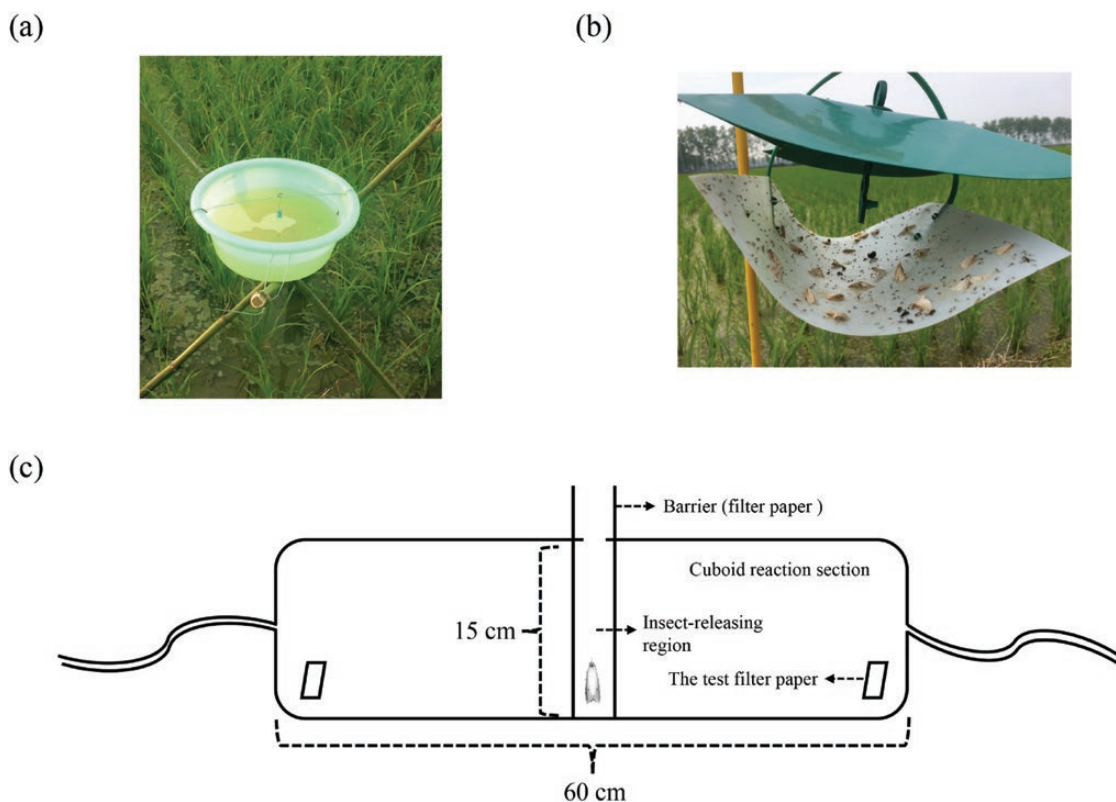 (a)
(b)
(c)
Barrier (filter paper )
Cuboid reaction section
15 cm
Insect-releasing
region
The test filter paper
60 cm